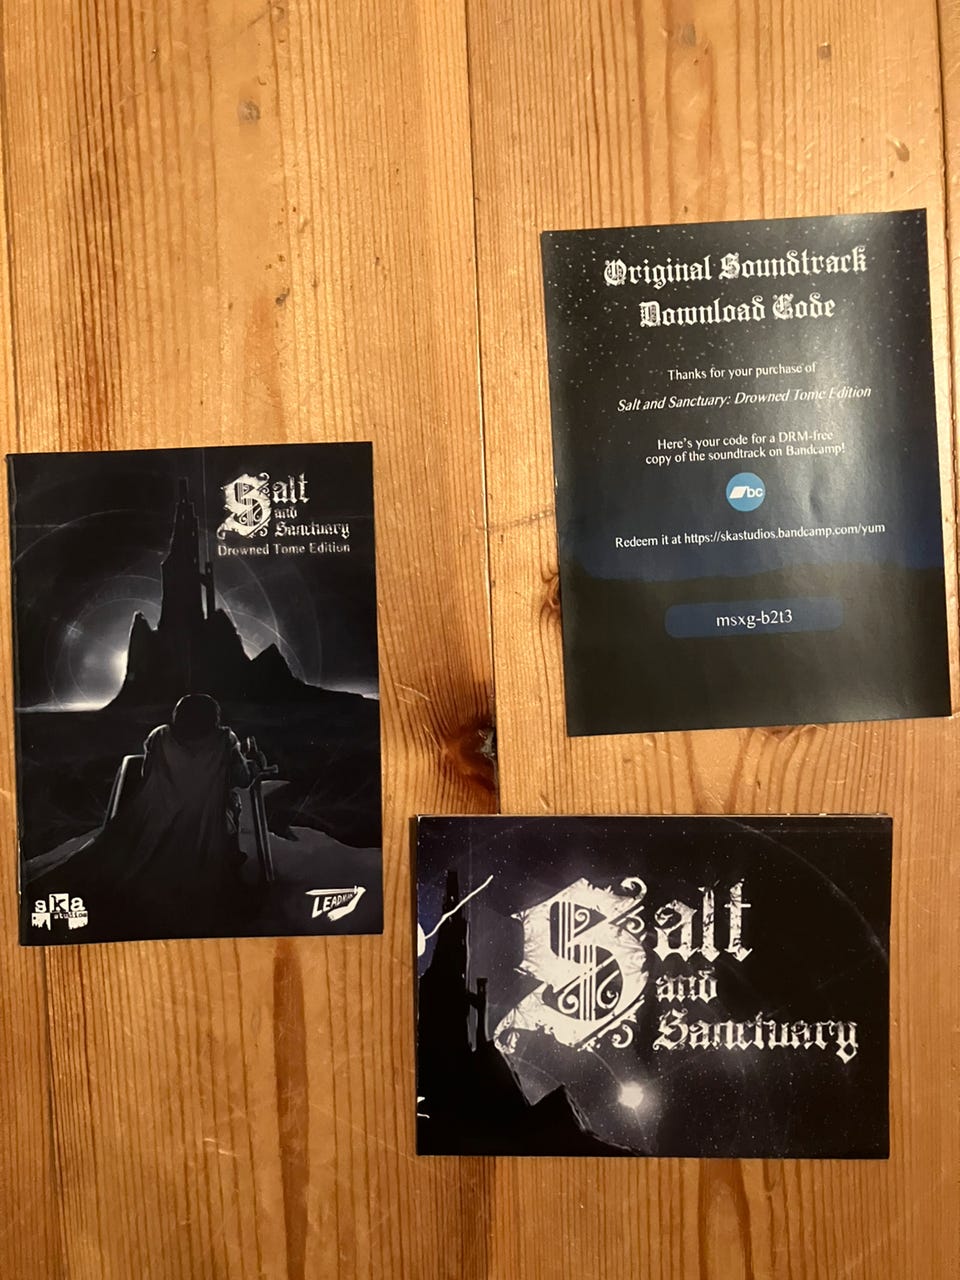 Salt
and
Sanctuary
Drowned Tome Edition
ska
studios
LEADMAN
Original Soundtrack
Download Code
Thanks for your purchase of
Salt and Sanctuary: Drowned Tome Edition
Here's your code for a DRM-free
copy of the soundtrack on Bandcamp!
bc
Redeem it at https://skastudios.bandcamp.com/yum
msxg-b2t3
Salt
and
Sanctuary